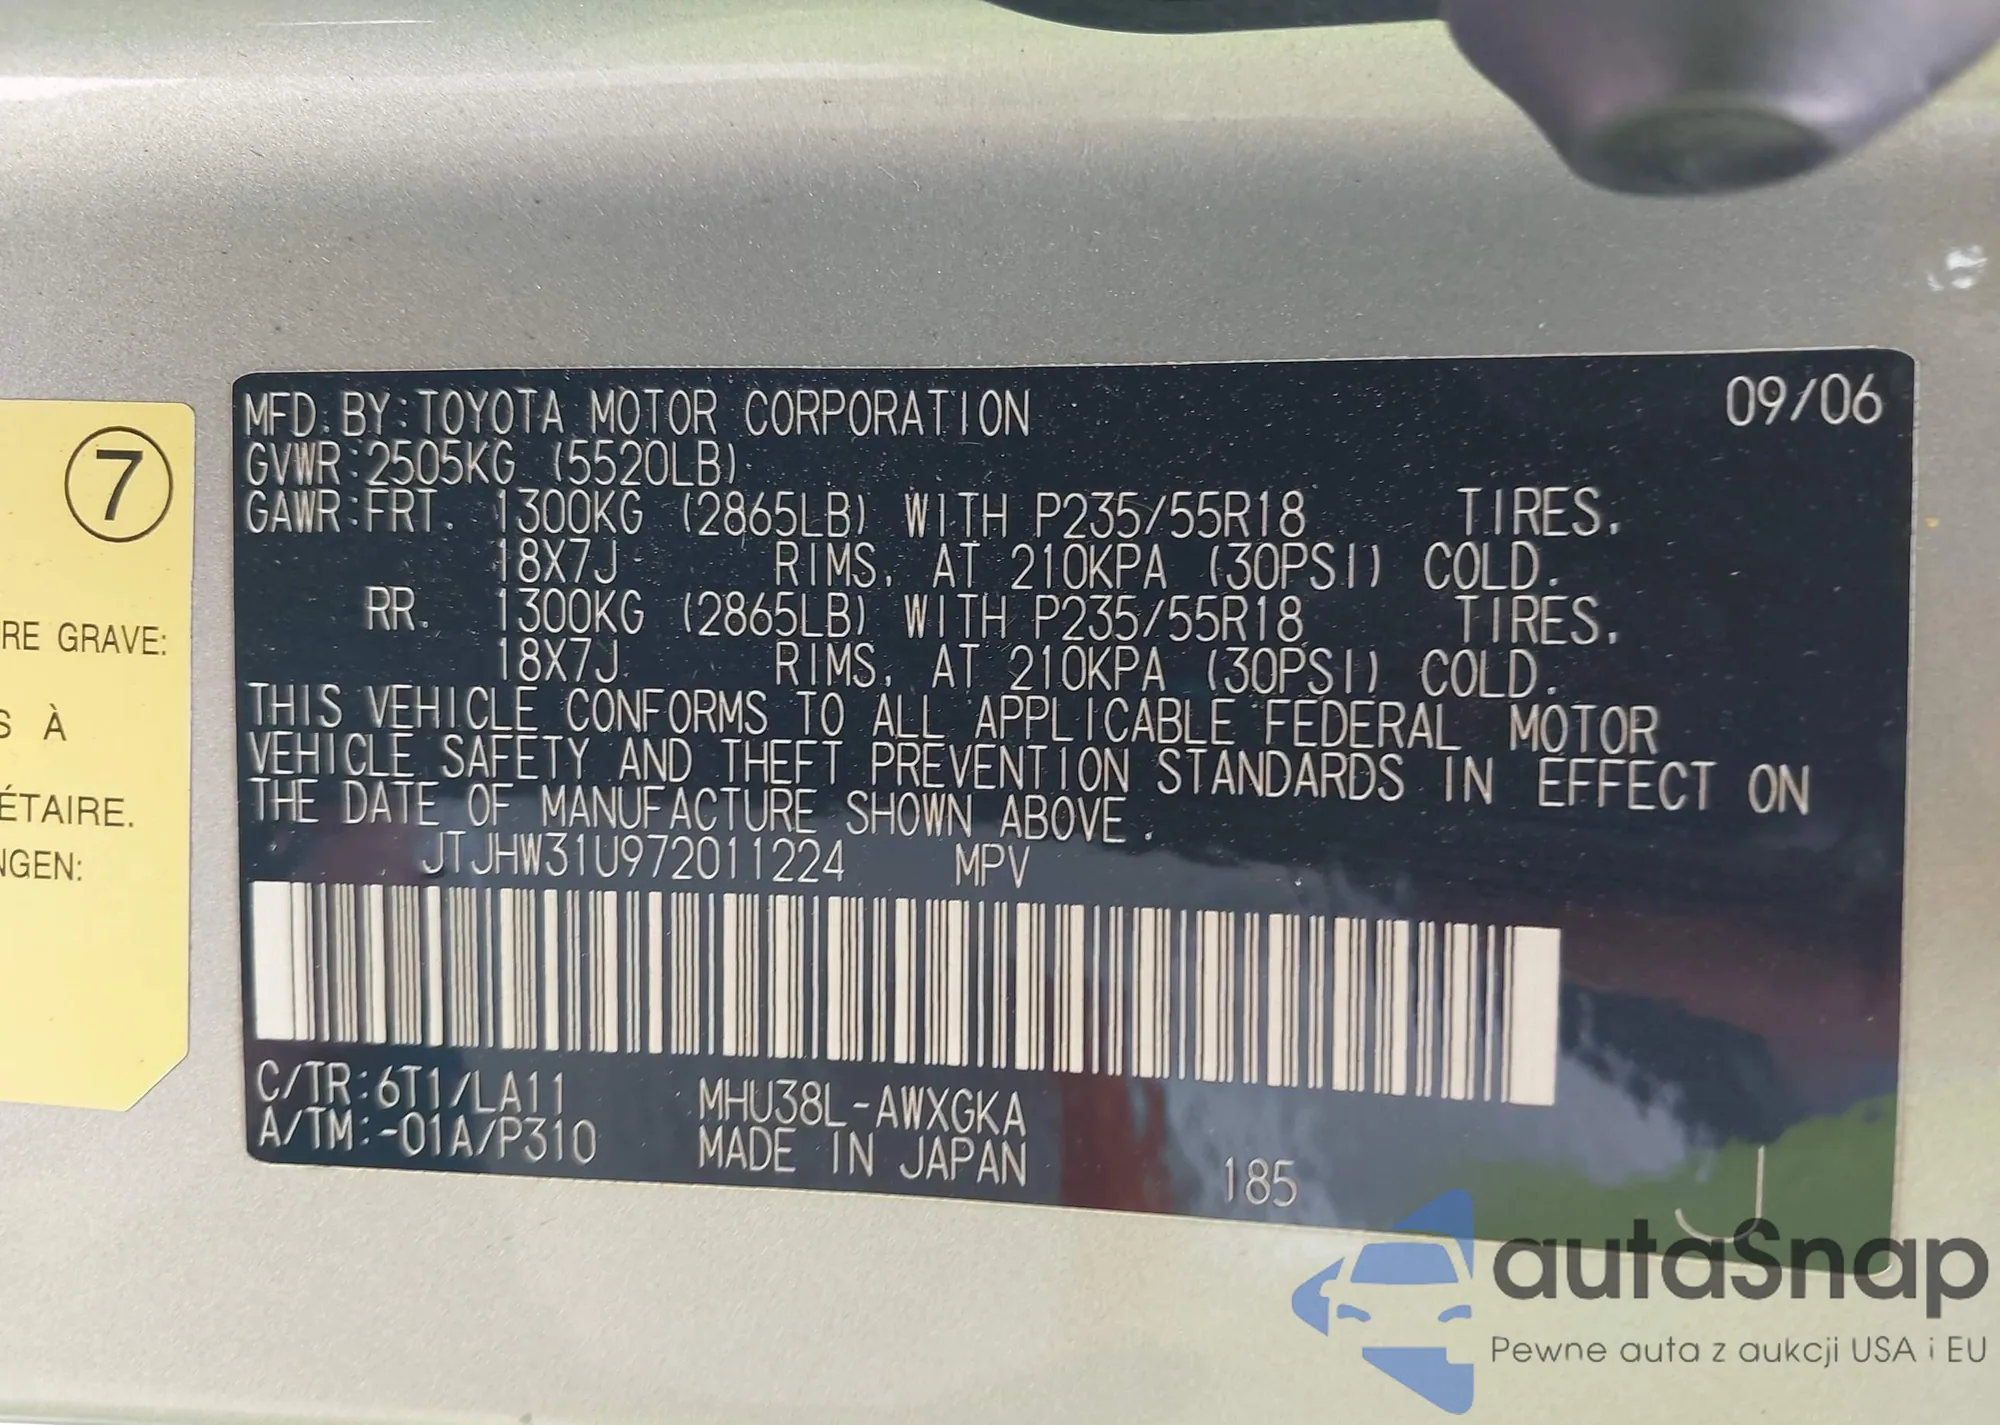 7
RE GRAVE:
S À
ÉTAIRE.
NGEN:
MFD. BY:TOYOTA MOTOR CORPORATION 09/06
GVWR:2505KG (5520LB)
GAWR:FRT. 1300KG (2865LB) WITH P235/55R18 TIRES,
18X7J RIMS, AT 210KPA (30PSI) COLD.
RR. 1300KG (2865LB) WITH P235/55R18 TIRES,
18X7J RIMS, AT 210KPA (30PSI) COLD.
THIS VEHICLE CONFORMS TO ALL APPLICABLE FEDERAL MOTOR
VEHICLE SAFETY AND THEFT PREVENTION STANDARDS IN EFFECT ON
THE DATE OF MANUFACTURE SHOWN ABOVE.
JTJHW31U972011224 MPV
C/TR:6T1/LA11 MHU38L-AWXGKA
A/TM:-01A/P310 MADE IN JAPAN 185
autaSnap
Pewne auta z aukcji USA i EU